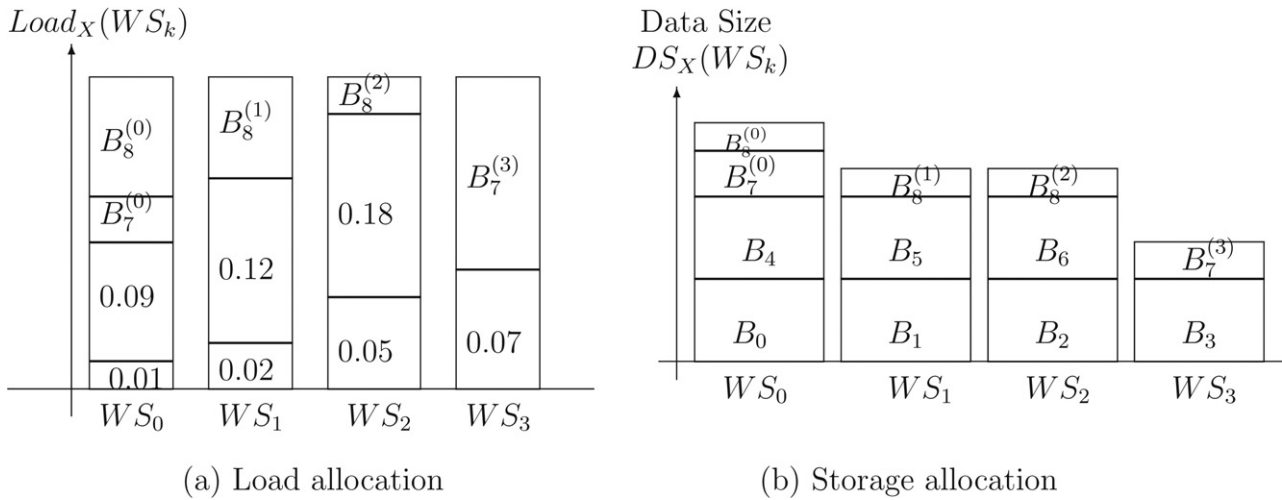 Load_X(WS_k)
B_8^{(0)}
B_7^{(0)}
0.09
0.01
B_8^{(1)}
0.12
0.02
B_8^{(2)}
0.18
0.05
B_7^{(3)}
0.07
WS_0 WS_1 WS_2 WS_3
(a) Load allocation
Data Size
DS_X(WS_k)
B_8^{(0)}
B_7^{(0)}
B_4
B_0
B_8^{(1)}
B_5
B_1
B_8^{(2)}
B_6
B_2
B_7^{(3)}
B_3
WS_0 WS_1 WS_2 WS_3
(b) Storage allocation